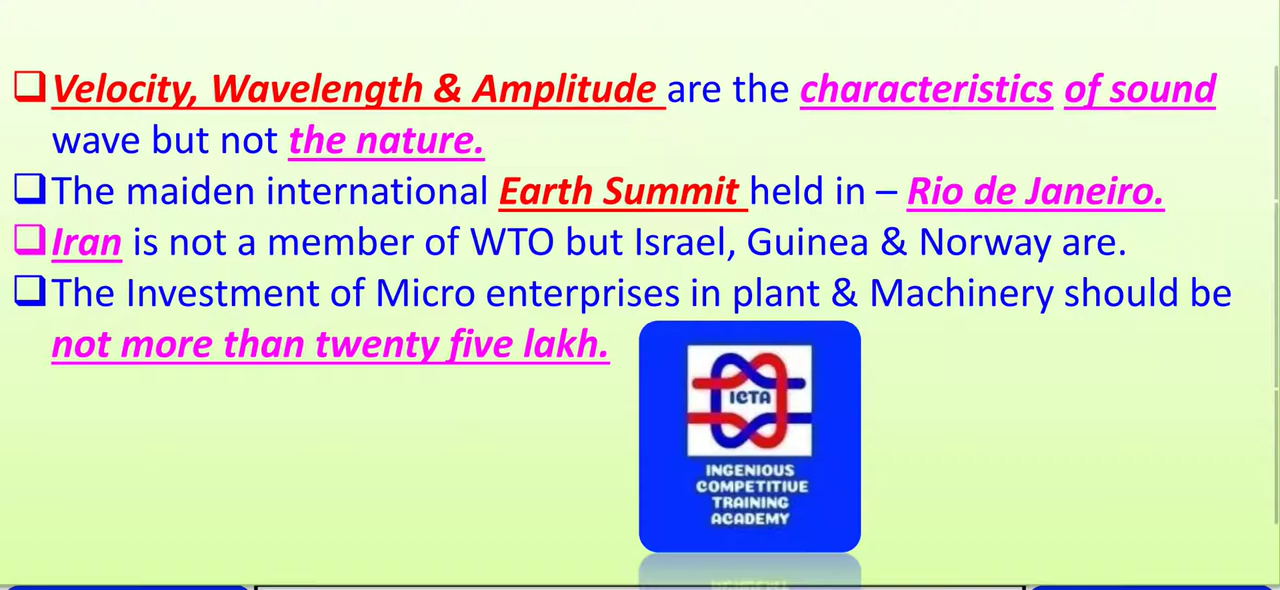 ❑Velocity, Wavelength & Amplitude are the characteristics of sound
wave but not the nature.
❑The maiden international Earth Summit held in – Rio de Janeiro.
❑Iran is not a member of WTO but Israel, Guinea & Norway are.
❑The Investment of Micro enterprises in plant & Machinery should be
not more than twenty five lakh.
ICTA
INGENIOUS
COMPETITIVE
TRAINING
ACADEMY